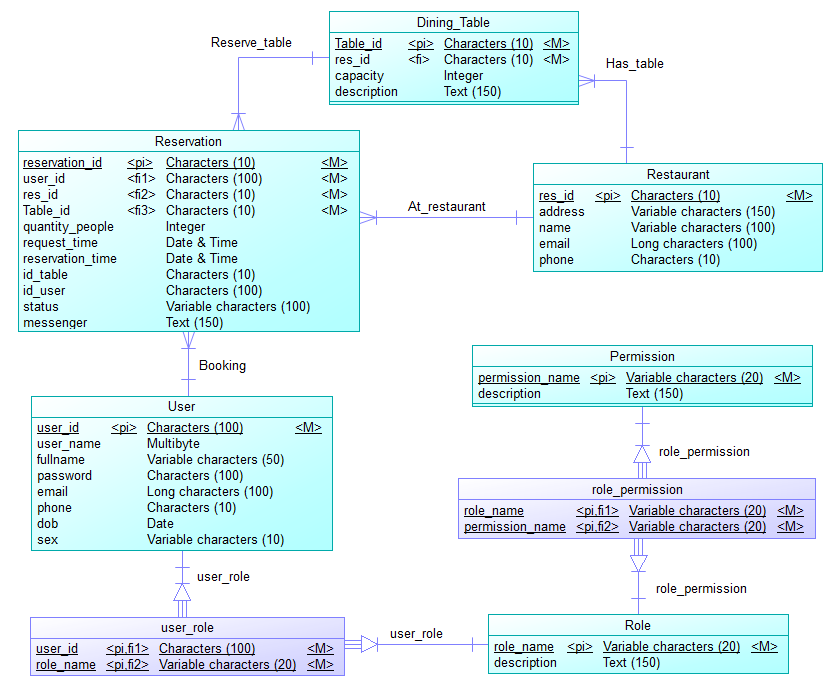 Dining_Table
Table_id <pi> Characters (10) <M>
res_id <fi> Characters (10) <M>
capacity Integer
description Text (150)
Reserve_table
Has_table
Reservation
reservation_id <pi> Characters (10) <M>
user_id <fi1> Characters (100) <M>
res_id <fi2> Characters (10) <M>
Table_id <fi3> Characters (10) <M>
quantity_people Integer
request_time Date & Time
reservation_time Date & Time
id_table Characters (10)
id_user Characters (100)
status Variable characters (100)
messenger Text (150)
At_restaurant
Restaurant
res_id <pi> Characters (10) <M>
address Variable characters (150)
name Variable characters (100)
email Long characters (100)
phone Characters (10)
Booking
User
user_id <pi> Characters (100) <M>
user_name Multibyte
fullname Variable characters (50)
password Characters (100)
email Long characters (100)
phone Characters (10)
dob Date
sex Variable characters (10)
Permission
permission_name <pi> Variable characters (20) <M>
description Text (150)
role_permission
role_permission
role_name <pi,fi1> Variable characters (20) <M>
permission_name <pi,fi2> Variable characters (20) <M>
role_permission
user_role
user_role
user_id <pi,fi1> Characters (100) <M>
role_name <pi,fi2> Variable characters (20) <M>
user_role
Role
role_name <pi> Variable characters (20) <M>
description Text (150)